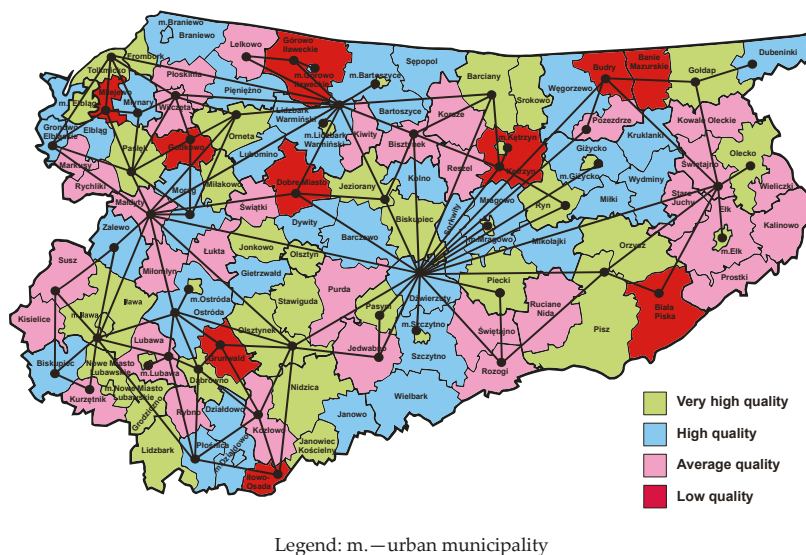 m.Braniewo
Braniewo
Frombork
Lelkowo
Górowo
Iławeckie
m.Górowo
Iławeckie
Sępopol
Budry
Banie
Mazurskie
Dubeninki
Tolkmicko
Płoskinia
Pieniężno
m.Bartoszyce
Barciany
Węgorzewo
Gołdap
Milejewo
m.
Elbląg
Młynary
Wilczęta
Lidzbark
Warmiński
Bartoszyce
Korsze
Srokowo
Pozezdrze
Kowale Oleckie
Gronowo
Elbląskie
Elbląg
Orneta
m.Lidzbark
Warmiński
Kiwity
Bisztynek
m.Kętrzyn
Kętrzyn
Giżycko
Kruklanki
Świętajno
Olecko
Markusy
Pasłęk
Godkowo
Lubomino
Reszel
m.Giżycko
Wydminy
Rychliki
Morąg
Miłakowo
Dobre Miasto
Jeziorany
Kolno
Mrągowo
Ryn
Miłki
Stare
Juchy
Wieliczki
Małdyty
Świątki
Dywity
Biskupiec
Sorkwity
m.Mrągowo
Mikołajki
Ełk
Kalinowo
Zalewo
Łukta
Jonkowo
Olsztyn
Barczewo
Orzysz
m.Ełk
Susz
Miłomłyn
Gietrzwałd
Dźwierzuty
Piecki
Prostki
Kisielice
Iława
m.Iława
m.Ostróda
Ostróda
Stawiguda
Purda
Pasym
Ruciane
Nida
Biała
Piska
Lubawa
m.Lubawa
Grunwald
Olsztynek
Jedwabno
m.Szczytno
Szczytno
Świętajno
Pisz
Biskupiec
Nowe Miasto
Lubawskie
Dąbrówno
Rozogi
Kurzętnik
m.Nowe Miasto
Lubawskie
Grodziczno
Rybno
Działdowo
Nidzica
Wielbark
Janowo
Kozłowo
Lidzbark
Płośnica
m.Działdowo
Janowiec
Kościelny
Iłowo-
Osada
Very high quality
High quality
Average quality
Low quality
Legend: m.—urban municipality